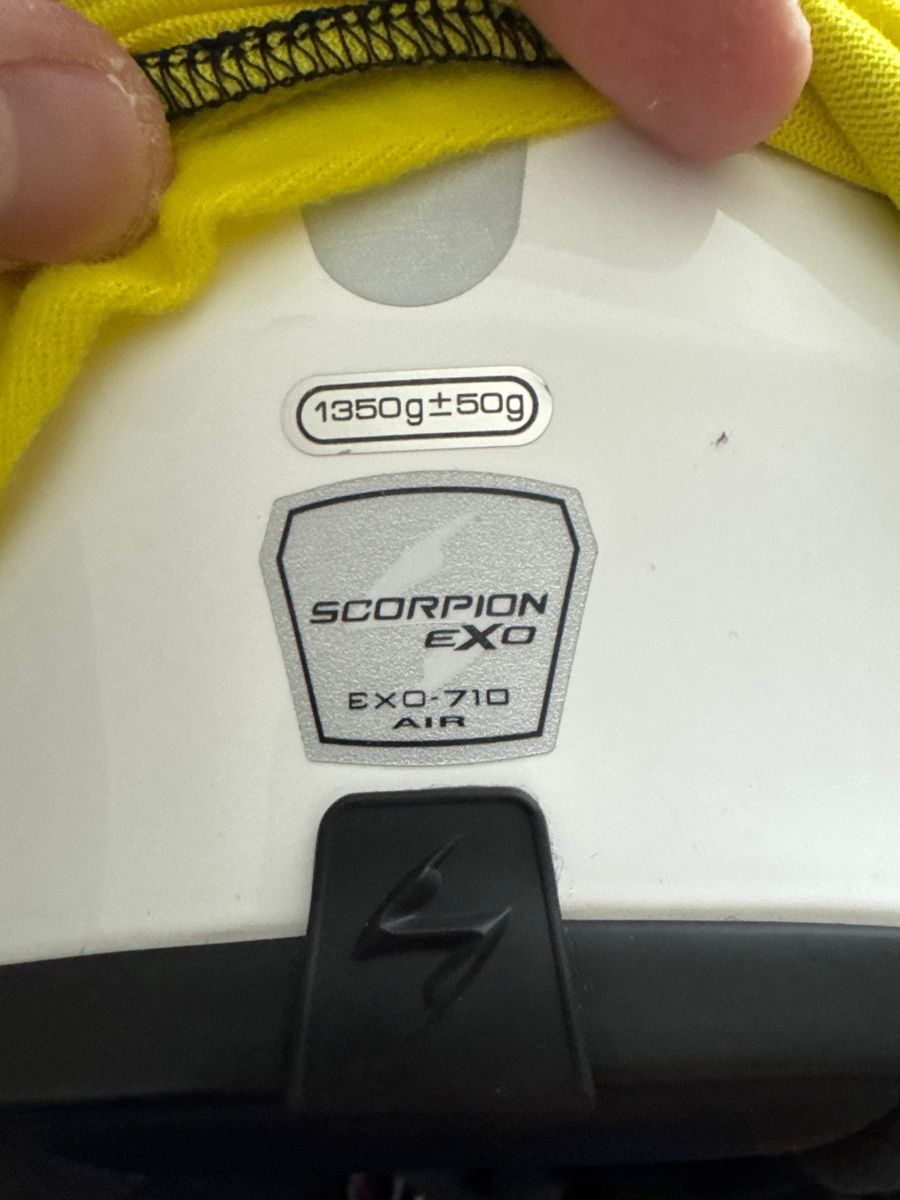 1350g±50g
SCORPION
EXO
EXO-710
AIR